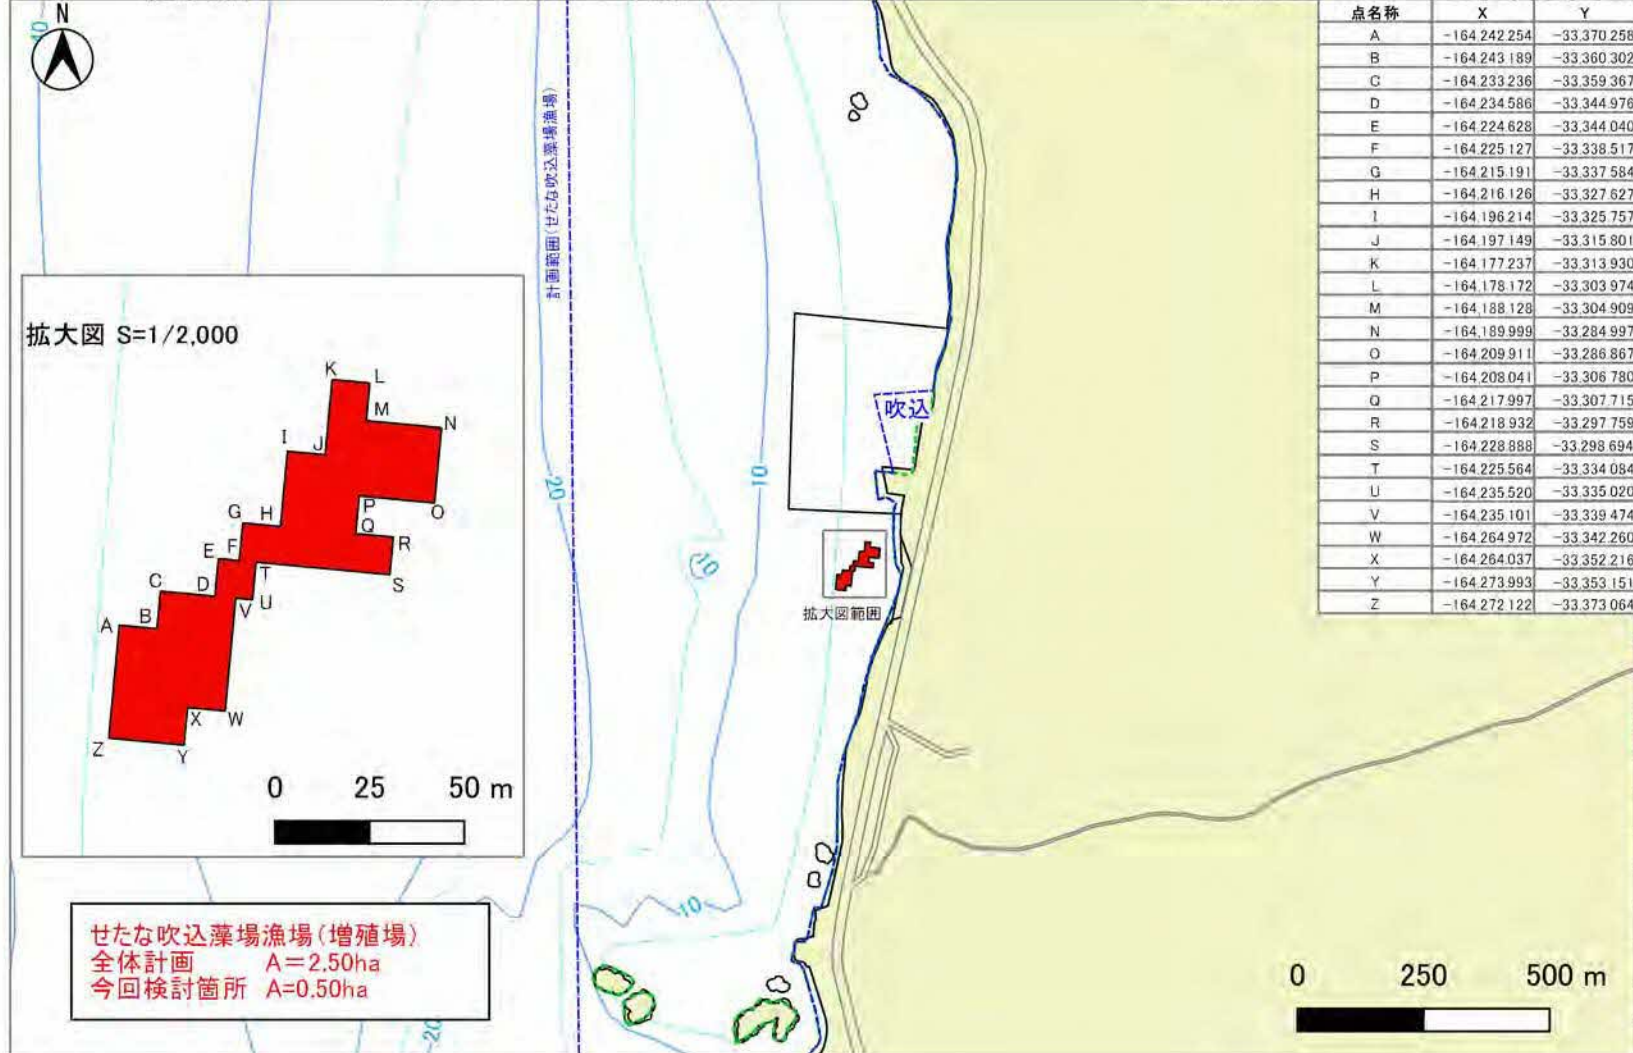 N
40
計画範囲(せたな吹込藻場漁場)
拡大図 S=1/2,000
K
L
M
N
I
J
G
H
P
O
Q
R
E
F
S
T
C
D
U
V
A
B
X
W
Z
Y
0 25 50 m
せたな吹込藻場漁場(増殖場)
全体計画 A=2.50ha
今回検討箇所 A=0.50ha
20
10
10
10
20
吹込
拡大図範囲
0 250 500 m
点名称 X Y
A -164,242.254 -33,370.258
B -164,243.189 -33,360.302
C -164,233.236 -33,359.367
D -164,234.586 -33,344.976
E -164,224.628 -33,344.040
F -164,225.127 -33,338.517
G -164,215.191 -33,337.584
H -164,216.126 -33,327.627
I -164,196.214 -33,325.757
J -164,197.149 -33,315.801
K -164,177.237 -33,313.930
L -164,178.172 -33,303.974
M -164,188.128 -33,304.909
N -164,189.999 -33,284.997
O -164,209.911 -33,286.867
P -164,208.041 -33,306.780
Q -164,217.997 -33,307.715
R -164,218.932 -33,297.759
S -164,228.888 -33,298.694
T -164,225.564 -33,334.084
U -164,235.520 -33,335.020
V -164,235.101 -33,339.474
W -164,264.972 -33,342.260
X -164,264.037 -33,352.216
Y -164,273.993 -33,353.151
Z -164,272.122 -33,373.064